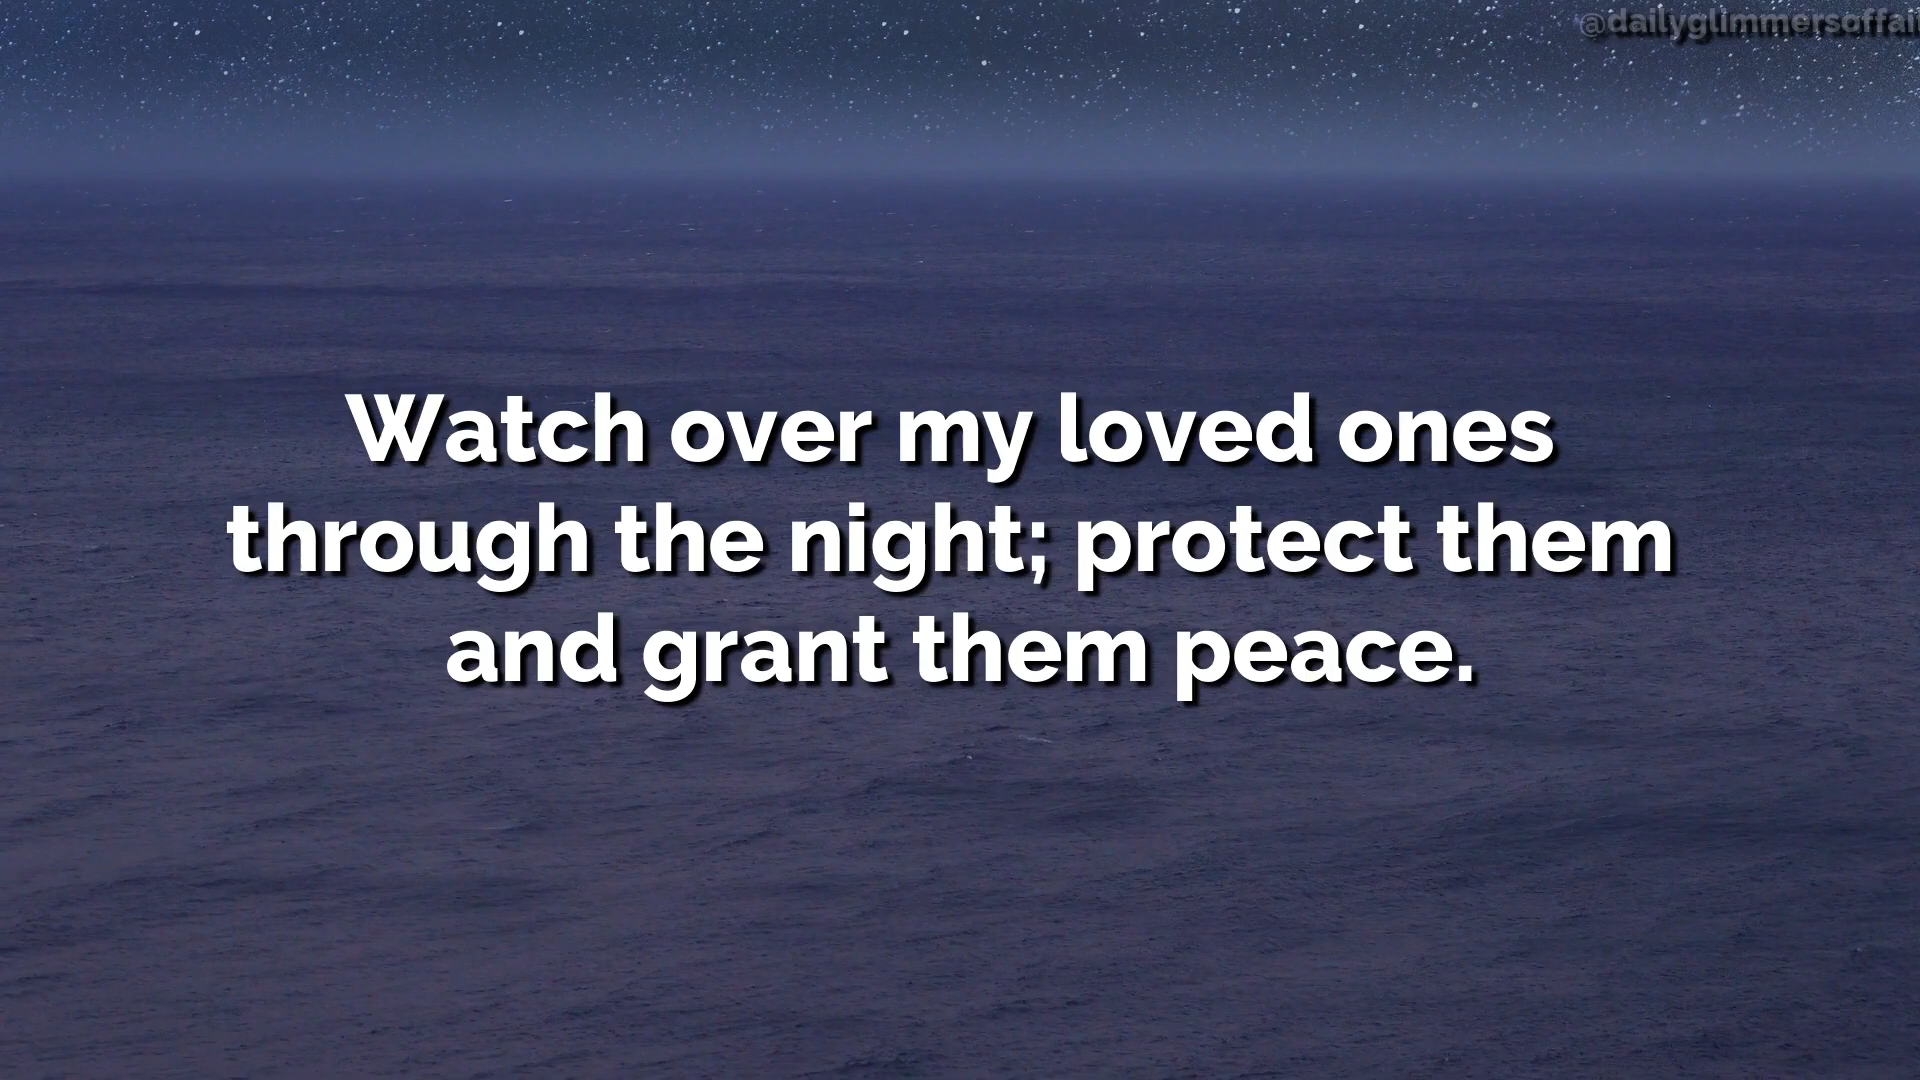 @dailyglimmersoffai
Watch over my loved ones
through the night; protect them
and grant them peace.